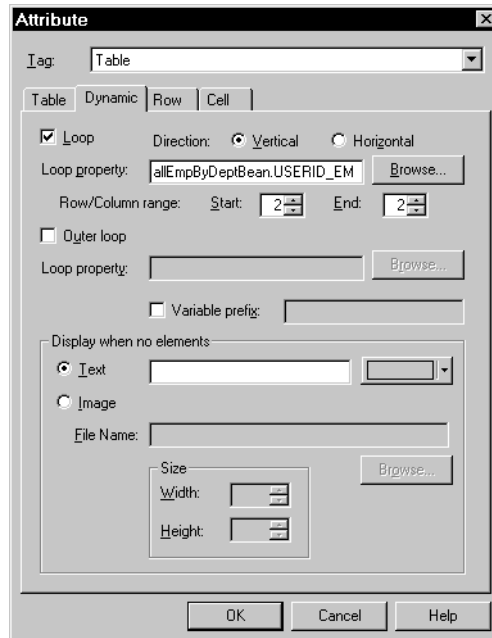 Attribute
Tag: Table
Table Dynamic Row Cell
Loop Direction: Vertical Horizontal
Loop property: allEmpByDeptBean.USERID_EM Browse...
Row/Column range: Start: 2 End: 2
Outer loop
Loop property: Browse...
Variable prefix:
Display when no elements
Text
Image
File Name:
Size Browse...
Width:
Height:
OK Cancel Help